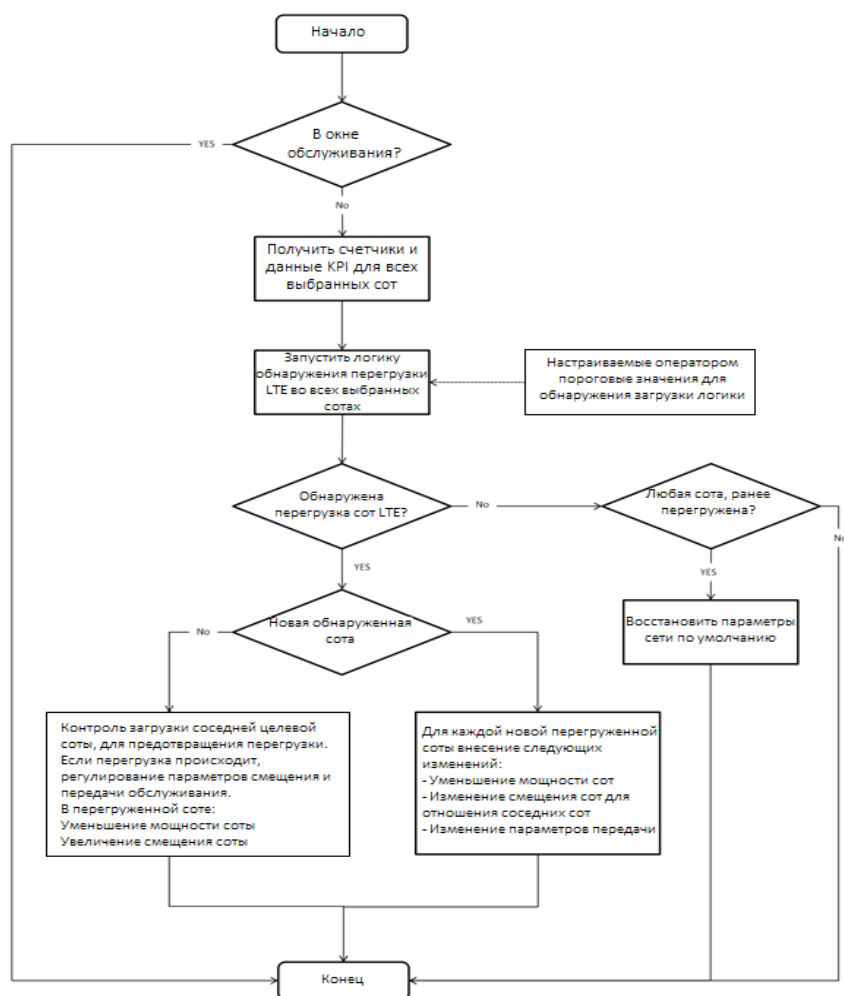 Начало
В окне
обслуживания?
YES
No
Получить счетчики и
данные KPI для всех
выбранных сот
Запустить логику
обнаружения перегрузки
LTE во всех выбранных
сотах
Настраиваемые оператором
пороговые значения для
обнаружения загрузки логики
Обнаружена
перегрузка сот LTE?
No
Любая сота, ранее
перегружена?
No
YES
YES
Новая обнаруженная
сота
No
YES
Восстановить параметры
сети по умолчанию
Контроль загрузки соседней целевой
соты, для предотвращения перегрузки.
Если перегрузка происходит,
регулирование параметров смещения и
передачи обслуживания.
В перегруженной соте:
Уменьшение мощности соты
Увеличение смещения соты
Для каждой новой перегруженной
соты внесение следующих
изменений:
- Уменьшение мощности сот
- Изменение смещения сот для
отношения соседних сот
- Изменение параметров передачи
Конец